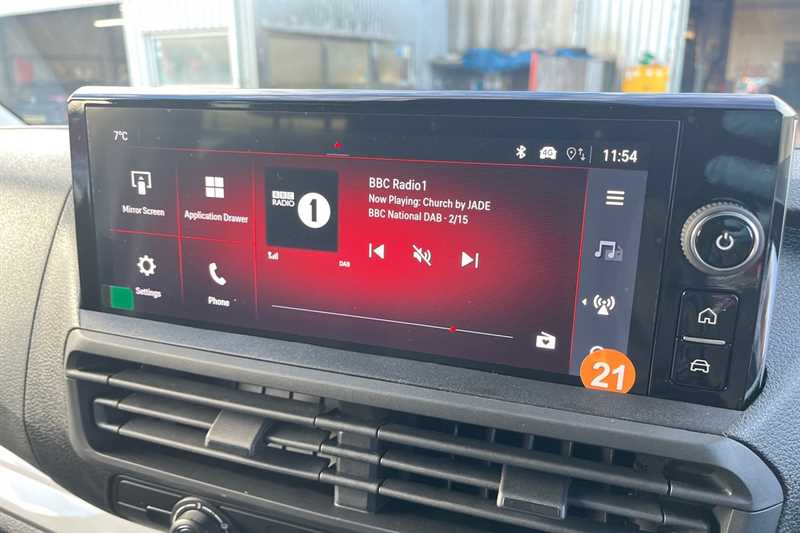 7°C
4G
11:54
Mirror Screen
Application Drawer
BBC
RADIO
1
BBC Radio1
Now Playing: Church by JADE
BBC National DAB - 2/15
DAB
Settings
Phone
21